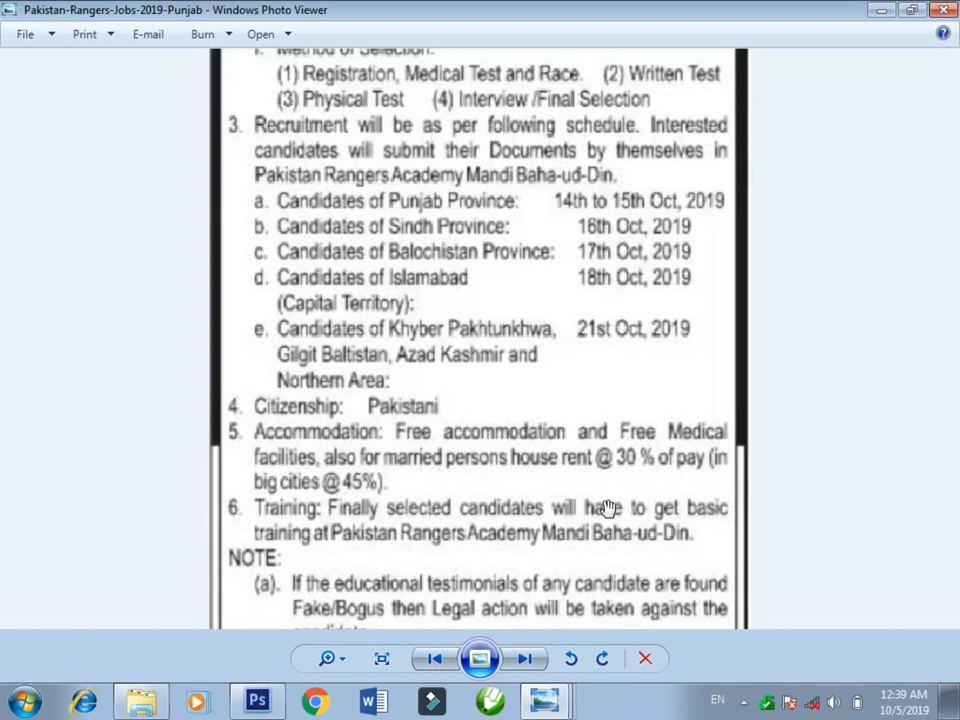 Pakistan-Rangers-Jobs-2019-Punjab - Windows Photo Viewer
File Print E-mail Burn Open
Method of Selection:
(1) Registration, Medical Test and Race. (2) Written Test
(3) Physical Test (4) Interview /Final Selection
3. Recruitment will be as per following schedule. Interested
candidates will submit their Documents by themselves in
Pakistan Rangers Academy Mandi Baha-ud-Din.
a. Candidates of Punjab Province: 14th to 15th Oct, 2019
b. Candidates of Sindh Province: 16th Oct, 2019
c. Candidates of Balochistan Province: 17th Oct, 2019
d. Candidates of Islamabad 18th Oct, 2019
(Capital Territory):
e. Candidates of Khyber Pakhtunkhwa, 21st Oct, 2019
Gilgit Baltistan, Azad Kashmir and
Northern Area:
4. Citizenship: Pakistani
5. Accommodation: Free accommodation and Free Medical
facilities, also for married persons house rent @ 30 % of pay (in
big cities @ 45%).
6. Training: Finally selected candidates will have to get basic
training at Pakistan Rangers Academy Mandi Baha-ud-Din.
NOTE:
(a). If the educational testimonials of any candidate are found
Fake/Bogus then Legal action will be taken against the
Ps
W
EN
12:39 AM
10/5/2019